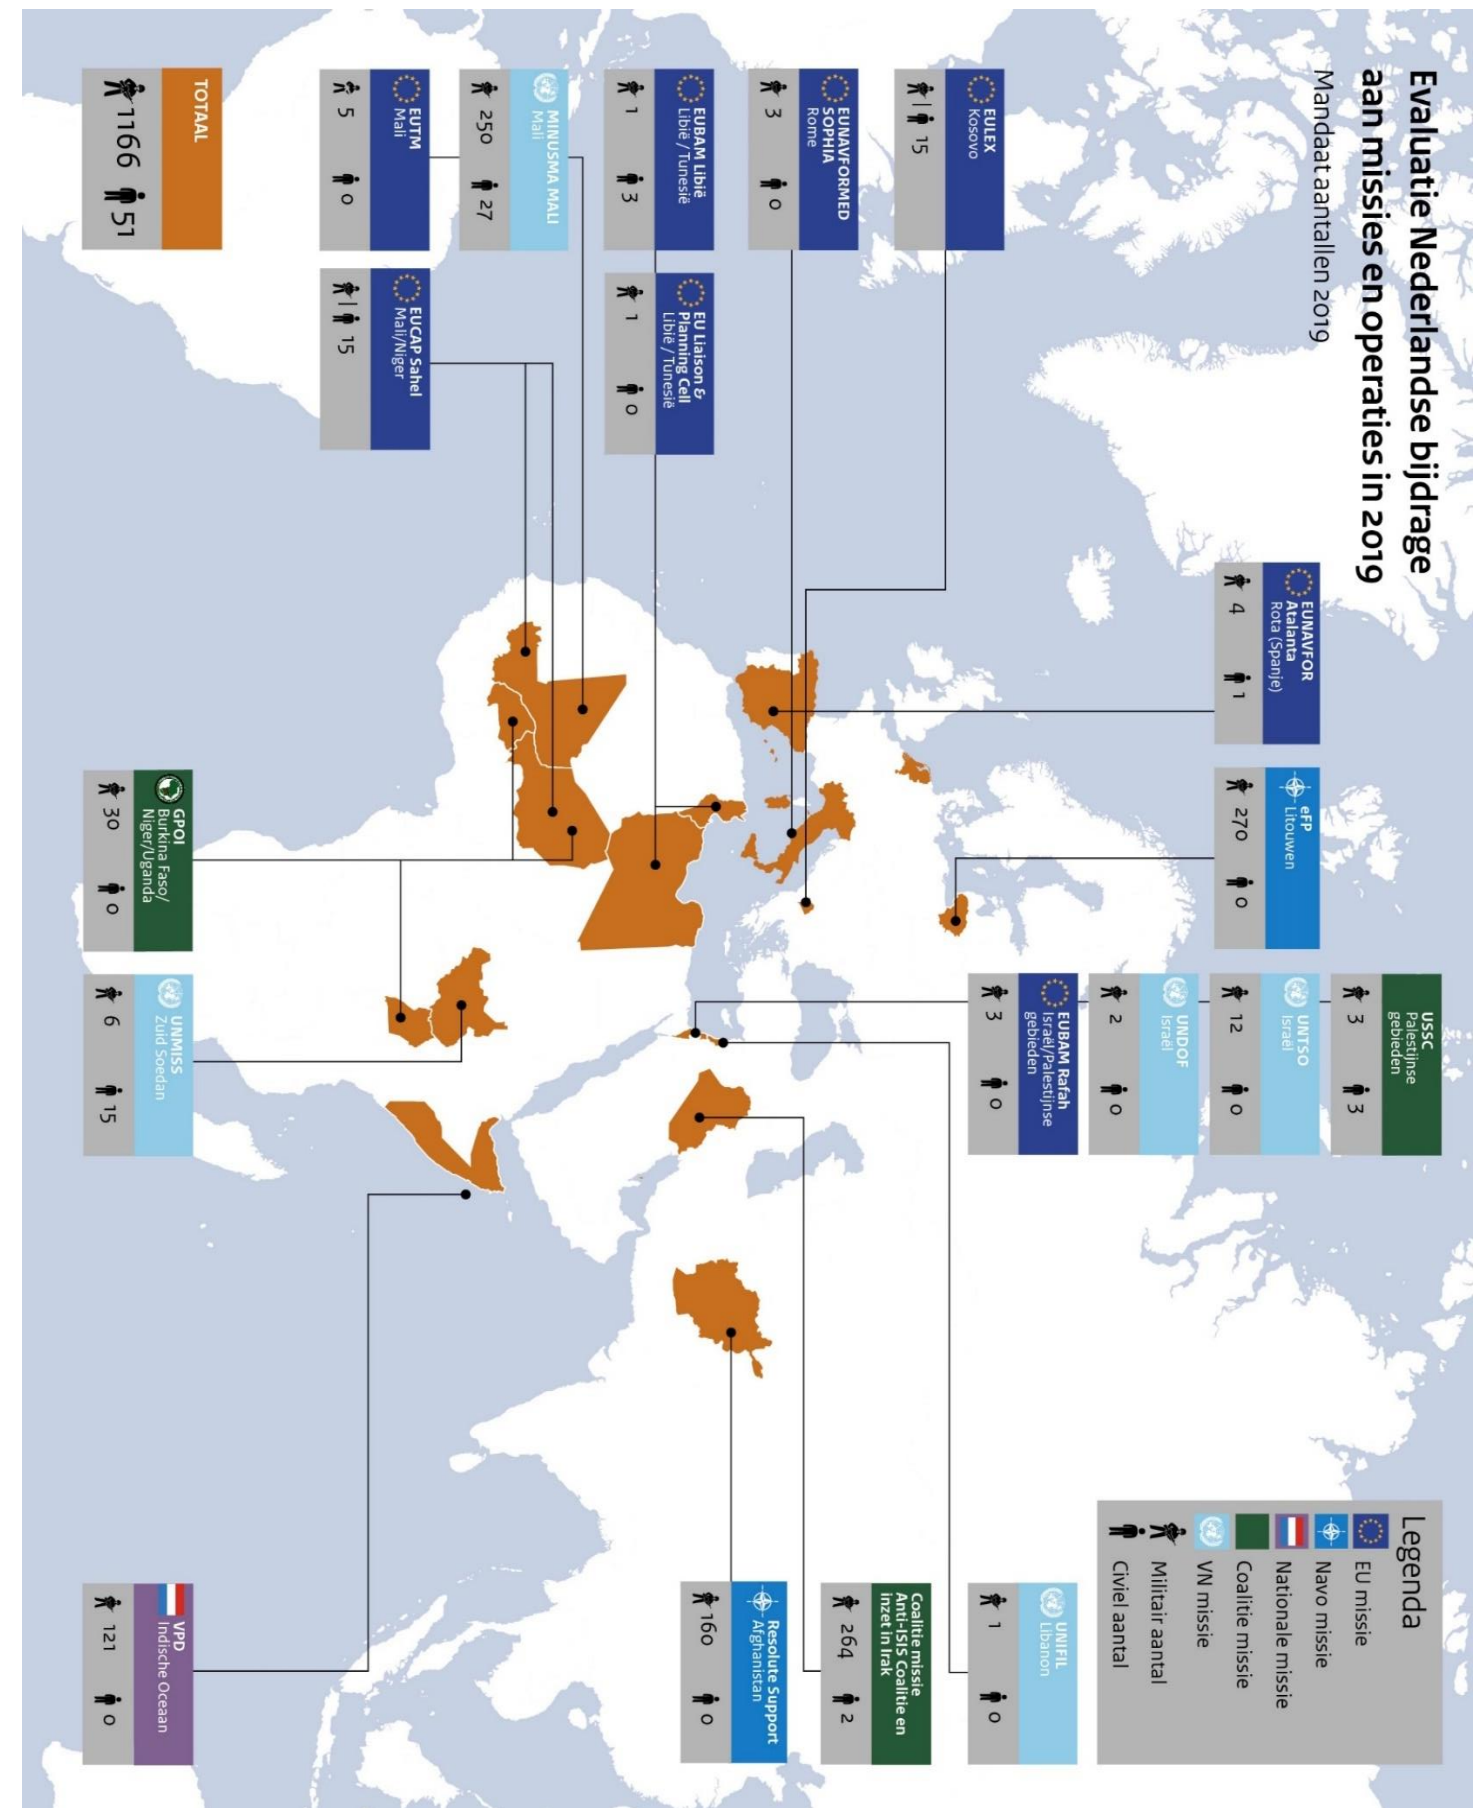 Evaluatie Nederlandse bijdrage
aan missies en operaties in 2019
Mandaataantallen 2019
EUNAVFOR
Atalanta
Rota (Spanje)
4 1
eFP
Litouwen
270 0
USSC
Palestijnse
gebieden
3 3
UNTSO
Israël
12 0
UNDOF
Israël
2 0
EUBAM Rafah
Israël/Palestijnse
gebieden
3 0
Legenda
EU missie
Navo missie
Nationale missie
Coalitie missie
VN missie
Militair aantal
Civiel aantal
EULEX
Kosovo
| 15
EUNAVFORMED
SOPHIA
Rome
3 0
EUBAM Libië
Libië / Tunesië
1 3
EU Liaison &
Planning Cell
Libië / Tunesië
1 0
MINUSMA MALI
Mali
250 27
EUTM
Mali
5 0
EUCAP Sahel
Mali/Niger
| 15
TOTAAL
1166 51
GPOI
Burkina Faso/
Niger/Uganda
30 0
UNMISS
Zuid Soedan
6 15
UNIFIL
Libanon
1 0
Coalitie missie
Anti-ISIS Coalitie en
inzet in Irak
264 2
Resolute Support
Afghanistan
160 0
VPD
Indische Oceaan
121 0